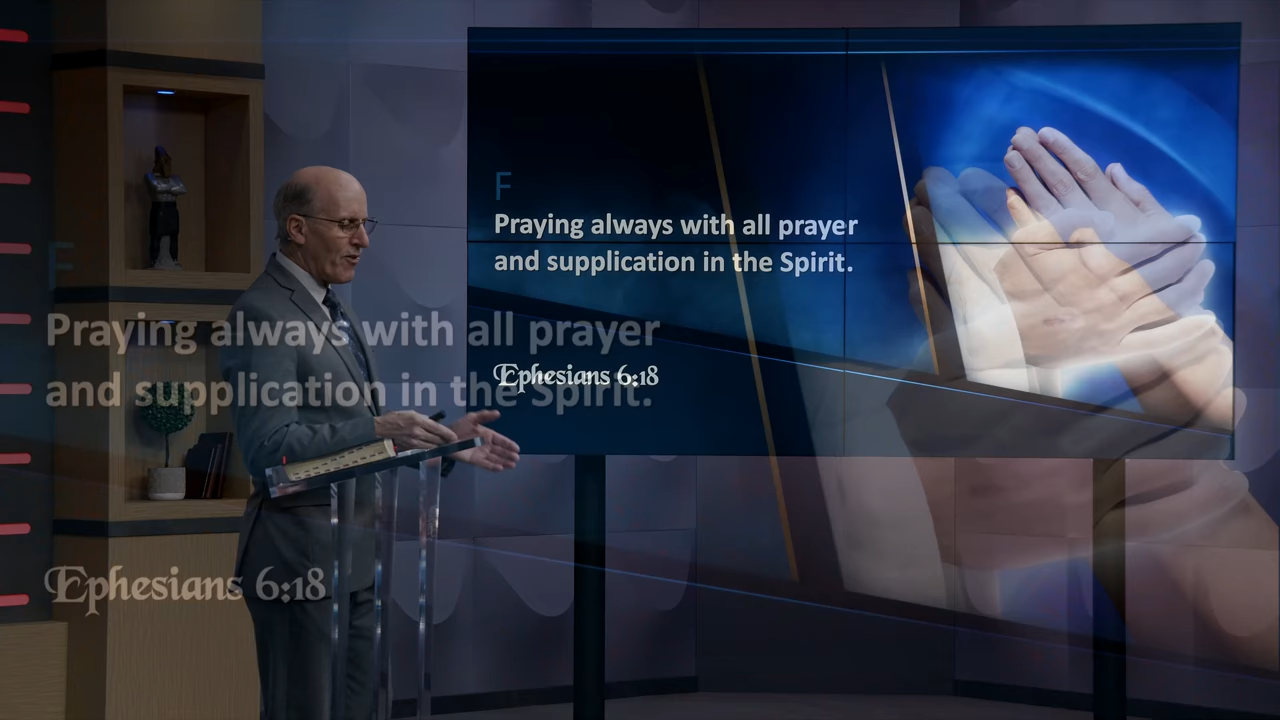 F
Praying always with all prayer
and supplication in the Spirit.
Ephesians 6:18
F
Praying always with all prayer
and supplication in the Spirit.
Ephesians 6:18